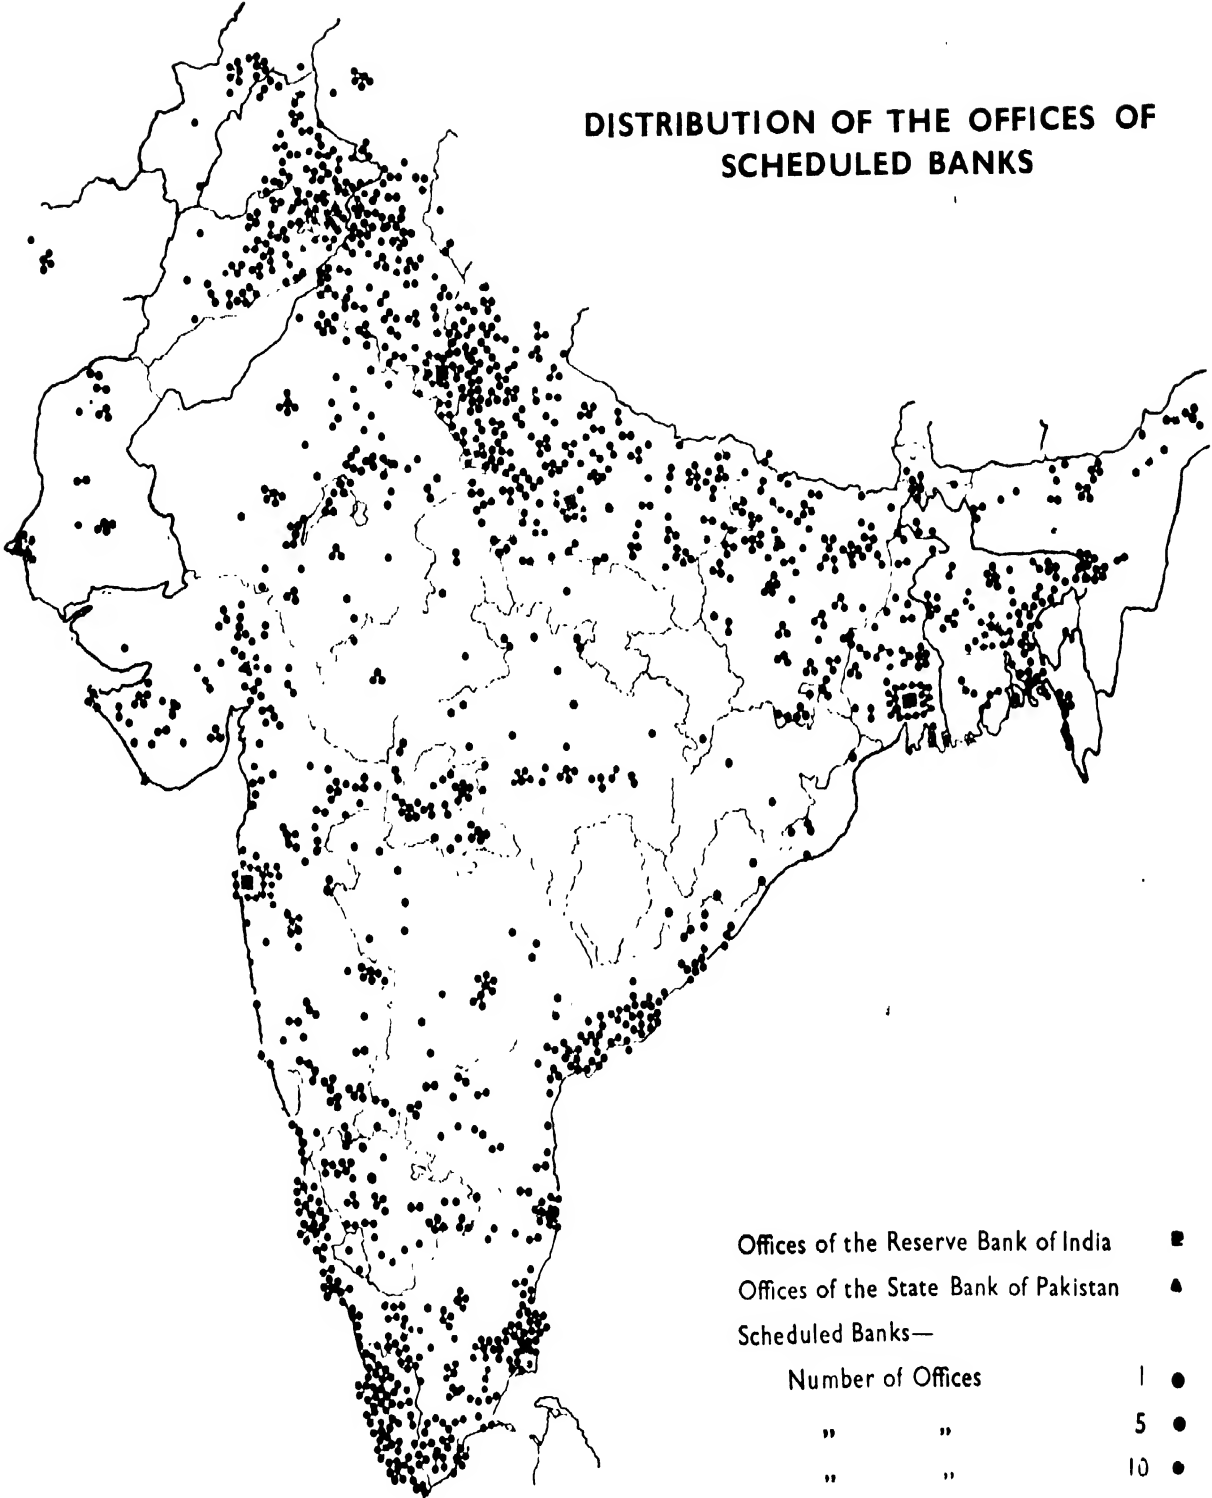 DISTRIBUTION OF THE OFFICES OF
SCHEDULED BANKS
Offices of the Reserve Bank of India
Offices of the State Bank of Pakistan
Scheduled Banks—
Number of Offices 1
„ „ 5
„ „ 10